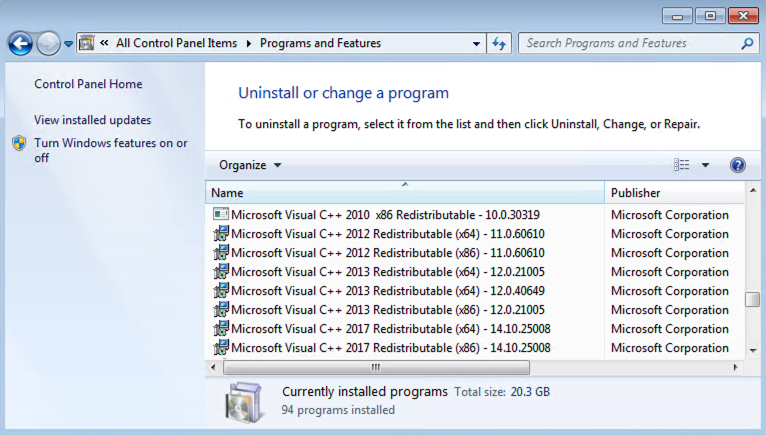 « All Control Panel Items Programs and Features Search Programs and Features
Control Panel Home
View installed updates
Turn Windows features on or
off
Uninstall or change a program
To uninstall a program, select it from the list and then click Uninstall, Change, or Repair.
Organize
Name Publisher
Microsoft Visual C++ 2010  x86 Redistributable - 10.0.30319 Microsoft Corporation
Microsoft Visual C++ 2012 Redistributable (x64) - 11.0.60610 Microsoft Corporation
Microsoft Visual C++ 2012 Redistributable (x86) - 11.0.60610 Microsoft Corporation
Microsoft Visual C++ 2013 Redistributable (x64) - 12.0.21005 Microsoft Corporation
Microsoft Visual C++ 2013 Redistributable (x64) - 12.0.40649 Microsoft Corporation
Microsoft Visual C++ 2013 Redistributable (x86) - 12.0.21005 Microsoft Corporation
Microsoft Visual C++ 2017 Redistributable (x64) - 14.10.25008 Microsoft Corporation
Microsoft Visual C++ 2017 Redistributable (x86) - 14.10.25008 Microsoft Corporation
Currently installed programs Total size: 20.3 GB
94 programs installed